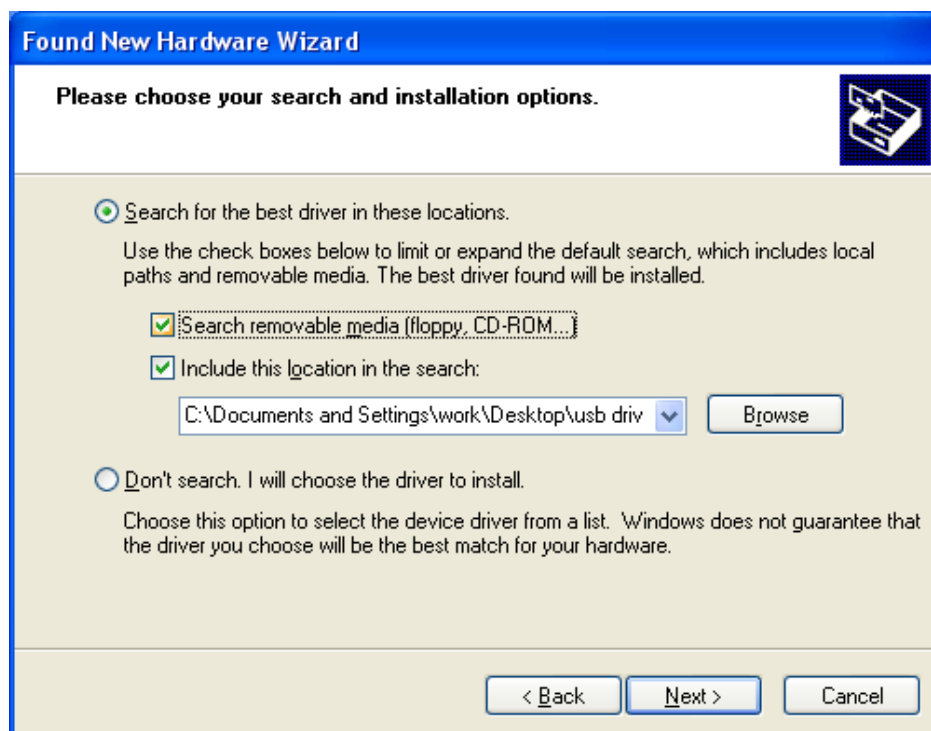 Found New Hardware Wizard
Please choose your search and installation options.
Search for the best driver in these locations.
Use the check boxes below to limit or expand the default search, which includes local
paths and removable media. The best driver found will be installed.
Search removable media (floppy, CD-ROM...)
Include this location in the search:
C:\Documents and Settings\work\Desktop\usb driv
Browse
Don't search. I will choose the driver to install.
Choose this option to select the device driver from a list. Windows does not guarantee that
the driver you choose will be the best match for your hardware.
< Back Next > Cancel